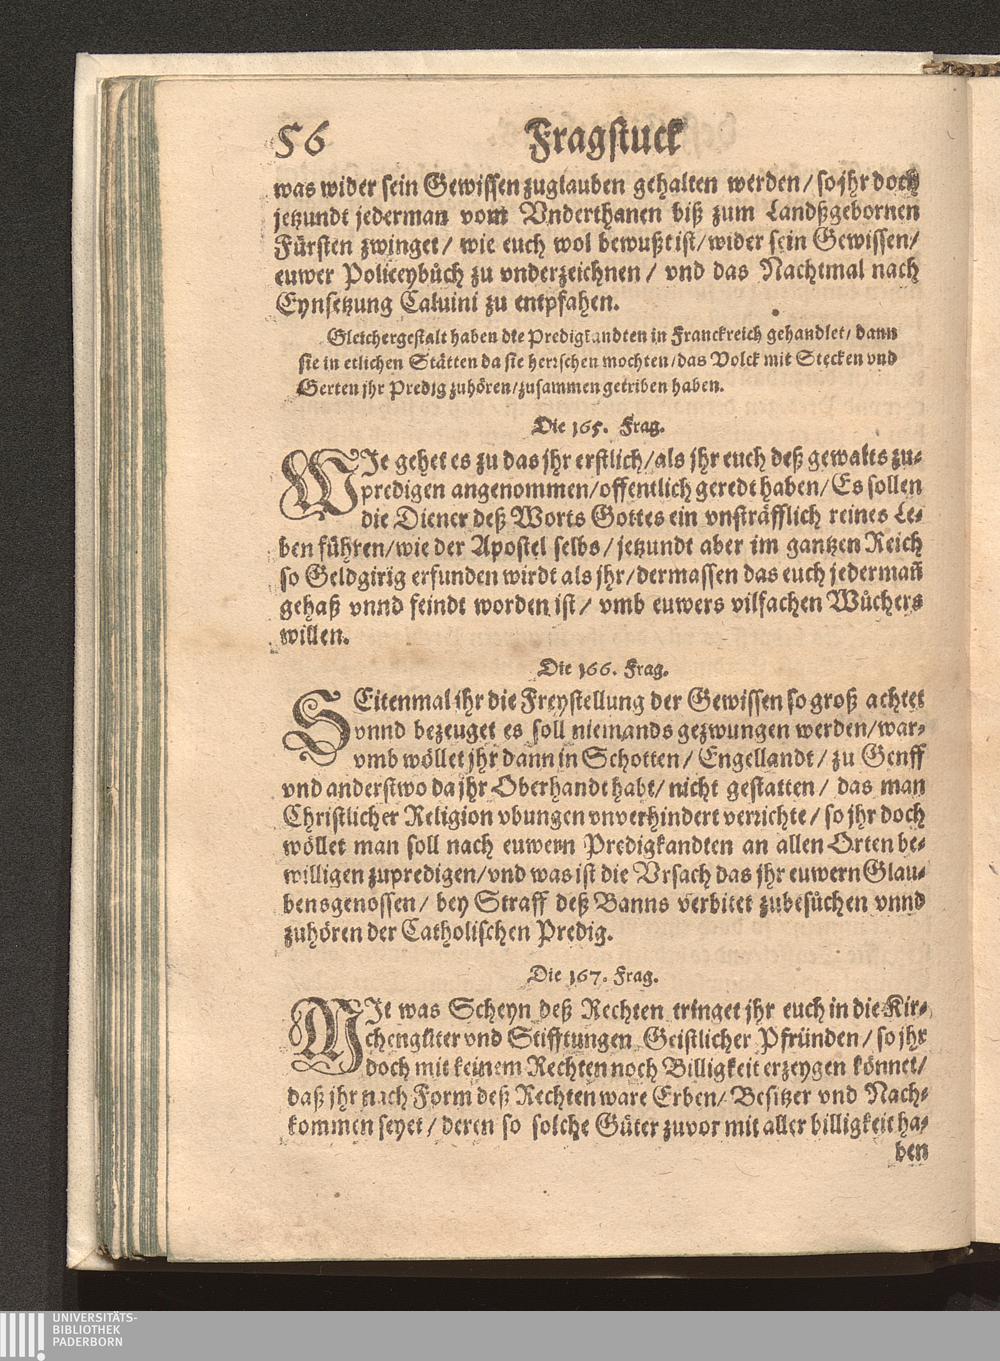 56 Fragstuck
was wider sein Gewissen zuglauben gehalten werden/ so jhr doch
jetzundt jederman vom Vnderthanen biß zum Landßgebornen
Fürsten zwinget/ wie euch wol bewußt ist/ wider sein Gewissen/
euwer Policeybůch zu vnderzeichnen/ vnd das Nachtmal nach
Eynsetzung Caluini zu entpfahen.
Gleichergestalt haben die Predigkandten in Franckreich gehandlet/ dann
sie in etlichen Stätten da sie herrschen mochten/ das Volck mit Stecken vnd
Gerten jhr Predig zuhören/ zusammen getriben haben.
Die 165. Frag.
WJe gehet es zu das jhr erstlich/ als jhr euch deß gewalts zu-
predigen angenommen/ offentlich geredt haben/ Es sollen
die Diener deß Worts Gottes ein vnsträfflich reines Le-
ben führen/ wie der Apostel selbs/ jetzundt aber im gantzen Reich
so Geldgirig erfunden wirdt als jhr/ dermassen das euch jedermañ
gehaß vnnd feindt worden ist/ vmb euwers vilfachen Wůchers
willen.
Die 166. Frag.
SEitenmal ihr die Freystellung der Gewissen so groß achtet
vnnd bezeuget es soll niemands gezwungen werden/ war-
vmb wöllet jhr dann in Schotten/ Engellandt/ zu Genff
vnd anderstwo da jhr Oberhandt habt/ nicht gestatten/ das man
Christlicher Religion vbungen vnverhindert verrichte/ so jhr doch
wöllet man soll nach euwern Predigkandten an allen Orten be-
willigen zupredigen/ vnd was ist die Vrsach das jhr euwern Glau-
bensgenossen/ bey Straff deß Banns verbitet zubesůchen vnnd
zuhören der Catholischen Predig.
Die 167. Frag.
MJt was Scheyn deß Rechten tringet jhr euch in die Kir-
chengüter vnd Stifftungen Geistlicher Pfründen/ so jhr
doch mit keinem Rechten noch Billigkeit erzeygen könnet/
daß jhr nach Form deß Rechten ware Erben/ Besitzer vnd Nach-
kommen seyet/ deren so solche Güter zuvor mit aller billigkeit ha-
ben
UNIVERSITÄTS-
BIBLIOTHEK
PADERBORN